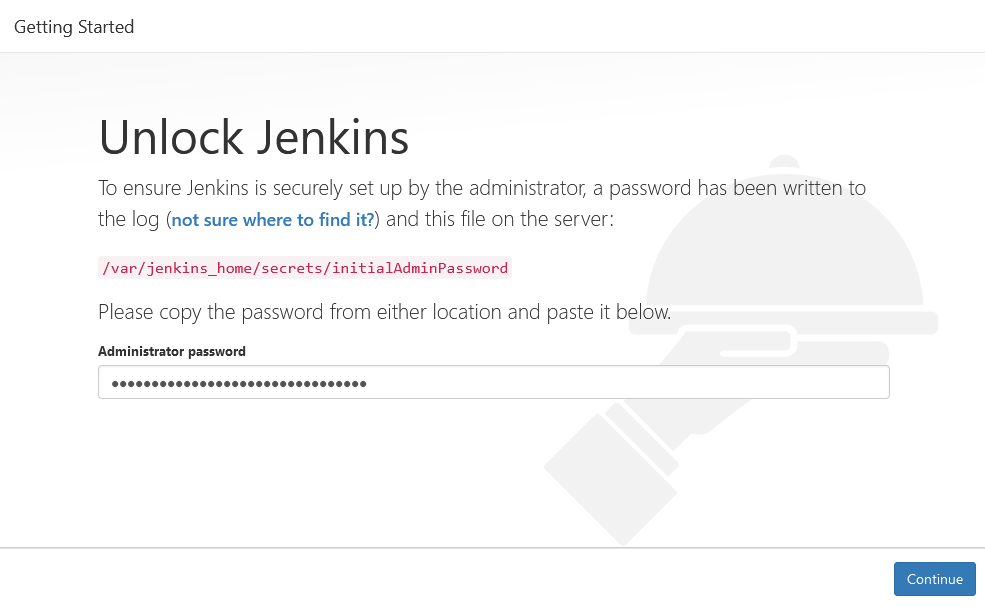 Getting Started
Unlock Jenkins
To ensure Jenkins is securely set up by the administrator, a password has been written to
the log (not sure where to find it?) and this file on the server:
/var/jenkins_home/secrets/initialAdminPassword
Please copy the password from either location and paste it below.
Administrator password
••••••••••••••••••••••••••••••••
Continue